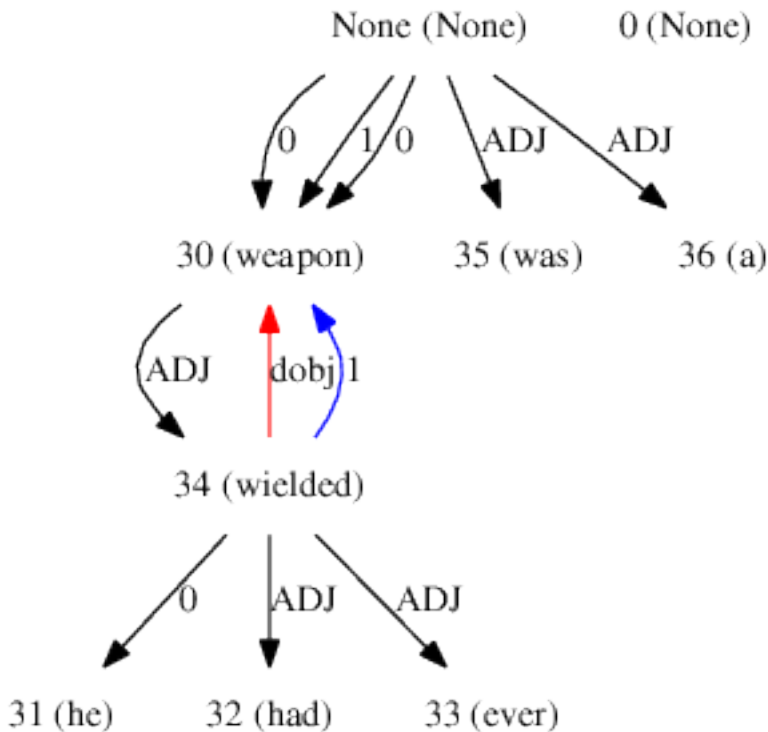 None (None) 0 (None)
0 1 0 ADJ ADJ
30 (weapon) 35 (was) 36 (a)
ADJ dobj 1
34 (wielded)
0 ADJ ADJ
31 (he) 32 (had) 33 (ever)